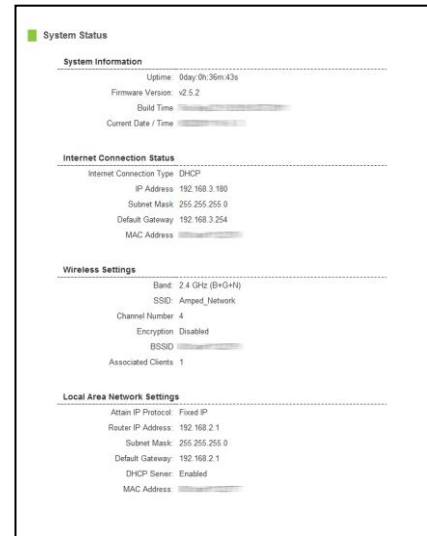 System Status
System Information
Uptime: 0day:0h:36m:43s
Firmware Version: v2.5.2
Build Time
Current Date / Time
Internet Connection Status
Internet Connection Type DHCP
IP Address 192.168.3.180
Subnet Mask 255.255.255.0
Default Gateway 192.168.3.254
MAC Address
Wireless Settings
Band: 2.4 GHz (B+G+N)
SSID: Amped_Network
Channel Number 4
Encryption Disabled
BSSID
Associated Clients 1
Local Area Network Settings
Attain IP Protocol: Fixed IP
Router IP Address: 192.168.2.1
Subnet Mask: 255.255.255.0
Default Gateway: 192.168.2.1
DHCP Server: Enabled
MAC Address: